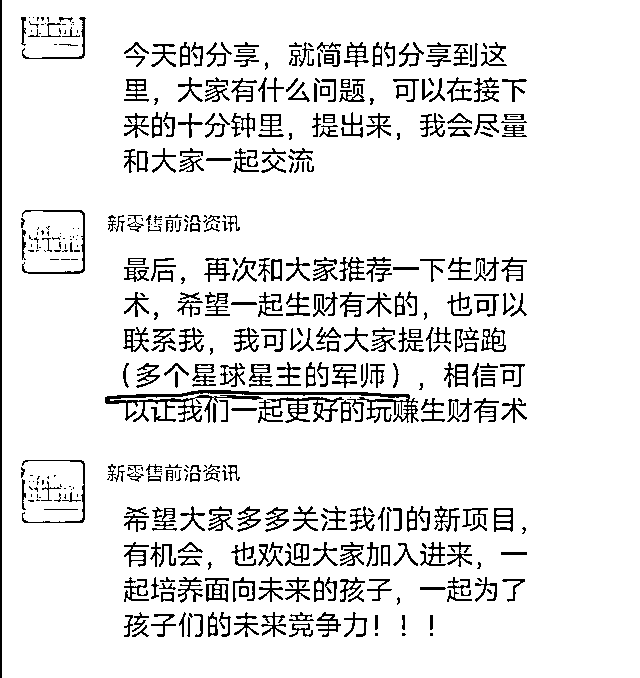 今天的分享，就简单的分享到这
里，大家有什么问题，可以在接下
来的十分钟里，提出来，我会尽量
和大家一起交流
新零售前沿资讯
最后，再次和大家推荐一下生财有
术，希望一起生财有术的，也可以
联系我，我可以给大家提供陪跑
（多个星球星主的军师），相信可
以让我们一起更好的玩赚生财有术
新零售前沿资讯
希望大家多多关注我们的新项目，
有机会，也欢迎大家加入进来，一
起培养面向未来的孩子，一起为了
孩子们的未来竞争力！！！